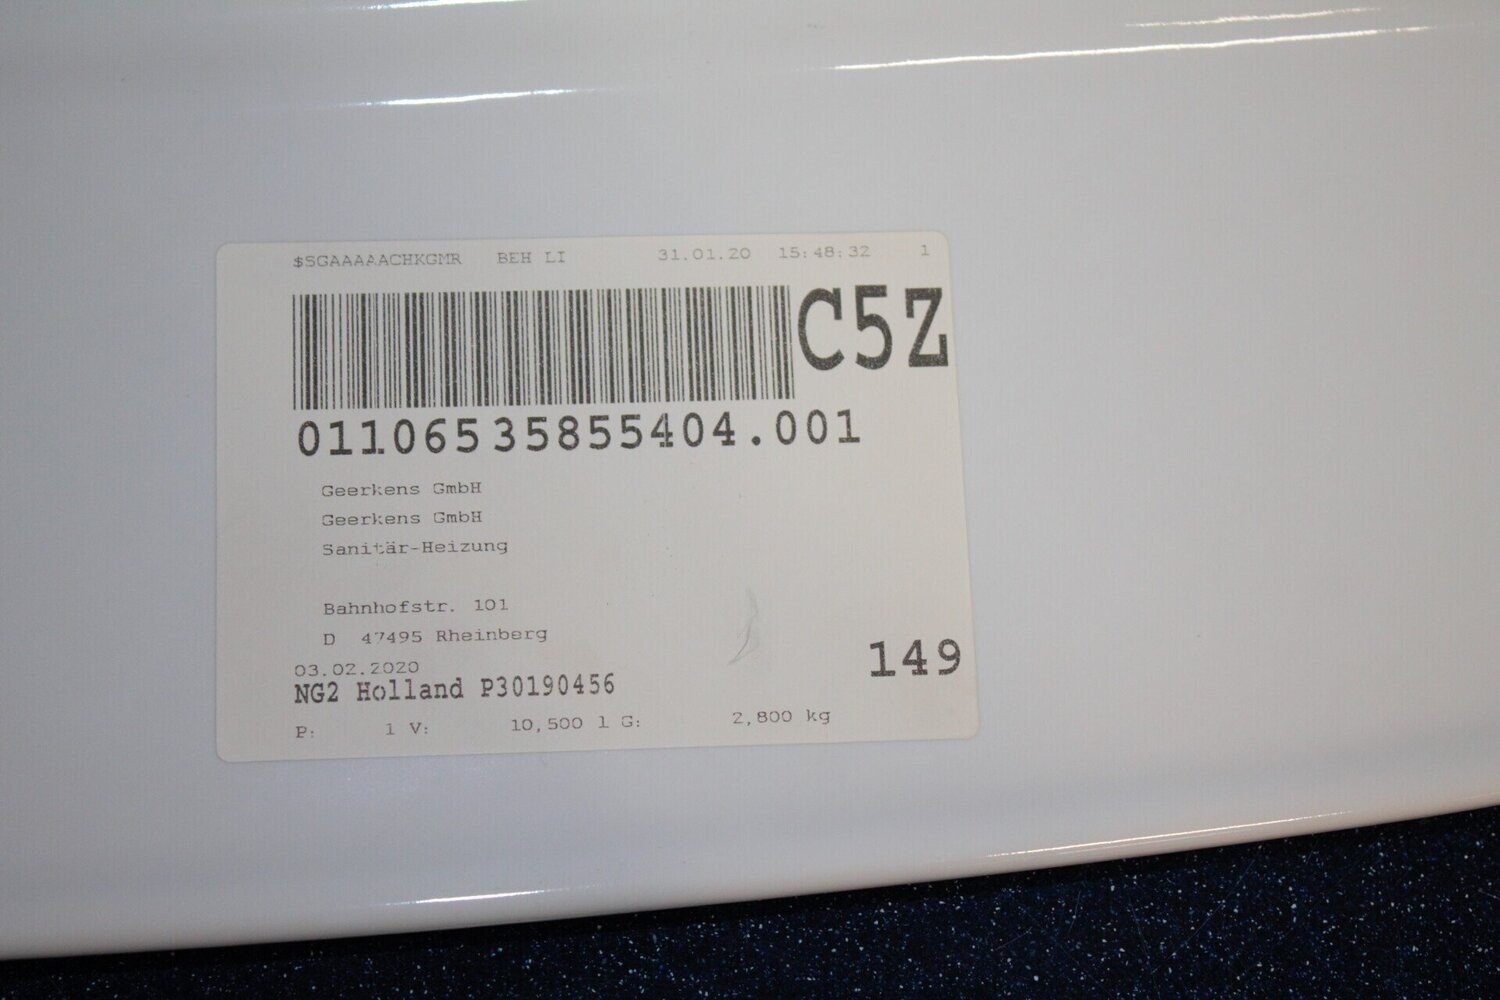 $SGAAAAACHKGMR BEH LI 31.01.20 15:48:32 1
C5Z
01106535855404.001
Geerkens GmbH
Geerkens GmbH
Sanitär-Heizung
Bahnhofstr. 101
D 47495 Rheinberg
03.02.2020
149
NG2 Holland P30190456
P: 1 V: 10,500 l G: 2,800 kg